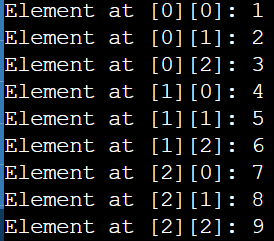 Element at [0][0]: 1
Element at [0][1]: 2
Element at [0][2]: 3
Element at [1][0]: 4
Element at [1][1]: 5
Element at [1][2]: 6
Element at [2][0]: 7
Element at [2][1]: 8
Element at [2][2]: 9